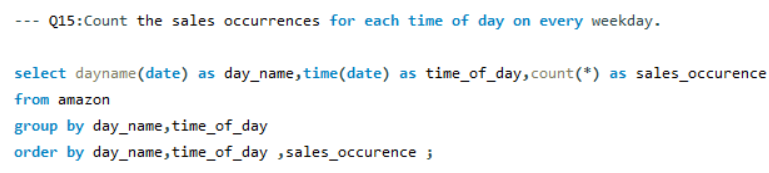 --- Q15:Count the sales occurrences for each time of day on every weekday.
select dayname(date) as day_name,time(date) as time_of_day,count(*) as sales_occurence
from amazon
group by day_name,time_of_day
order by day_name,time_of_day ,sales_occurence ;